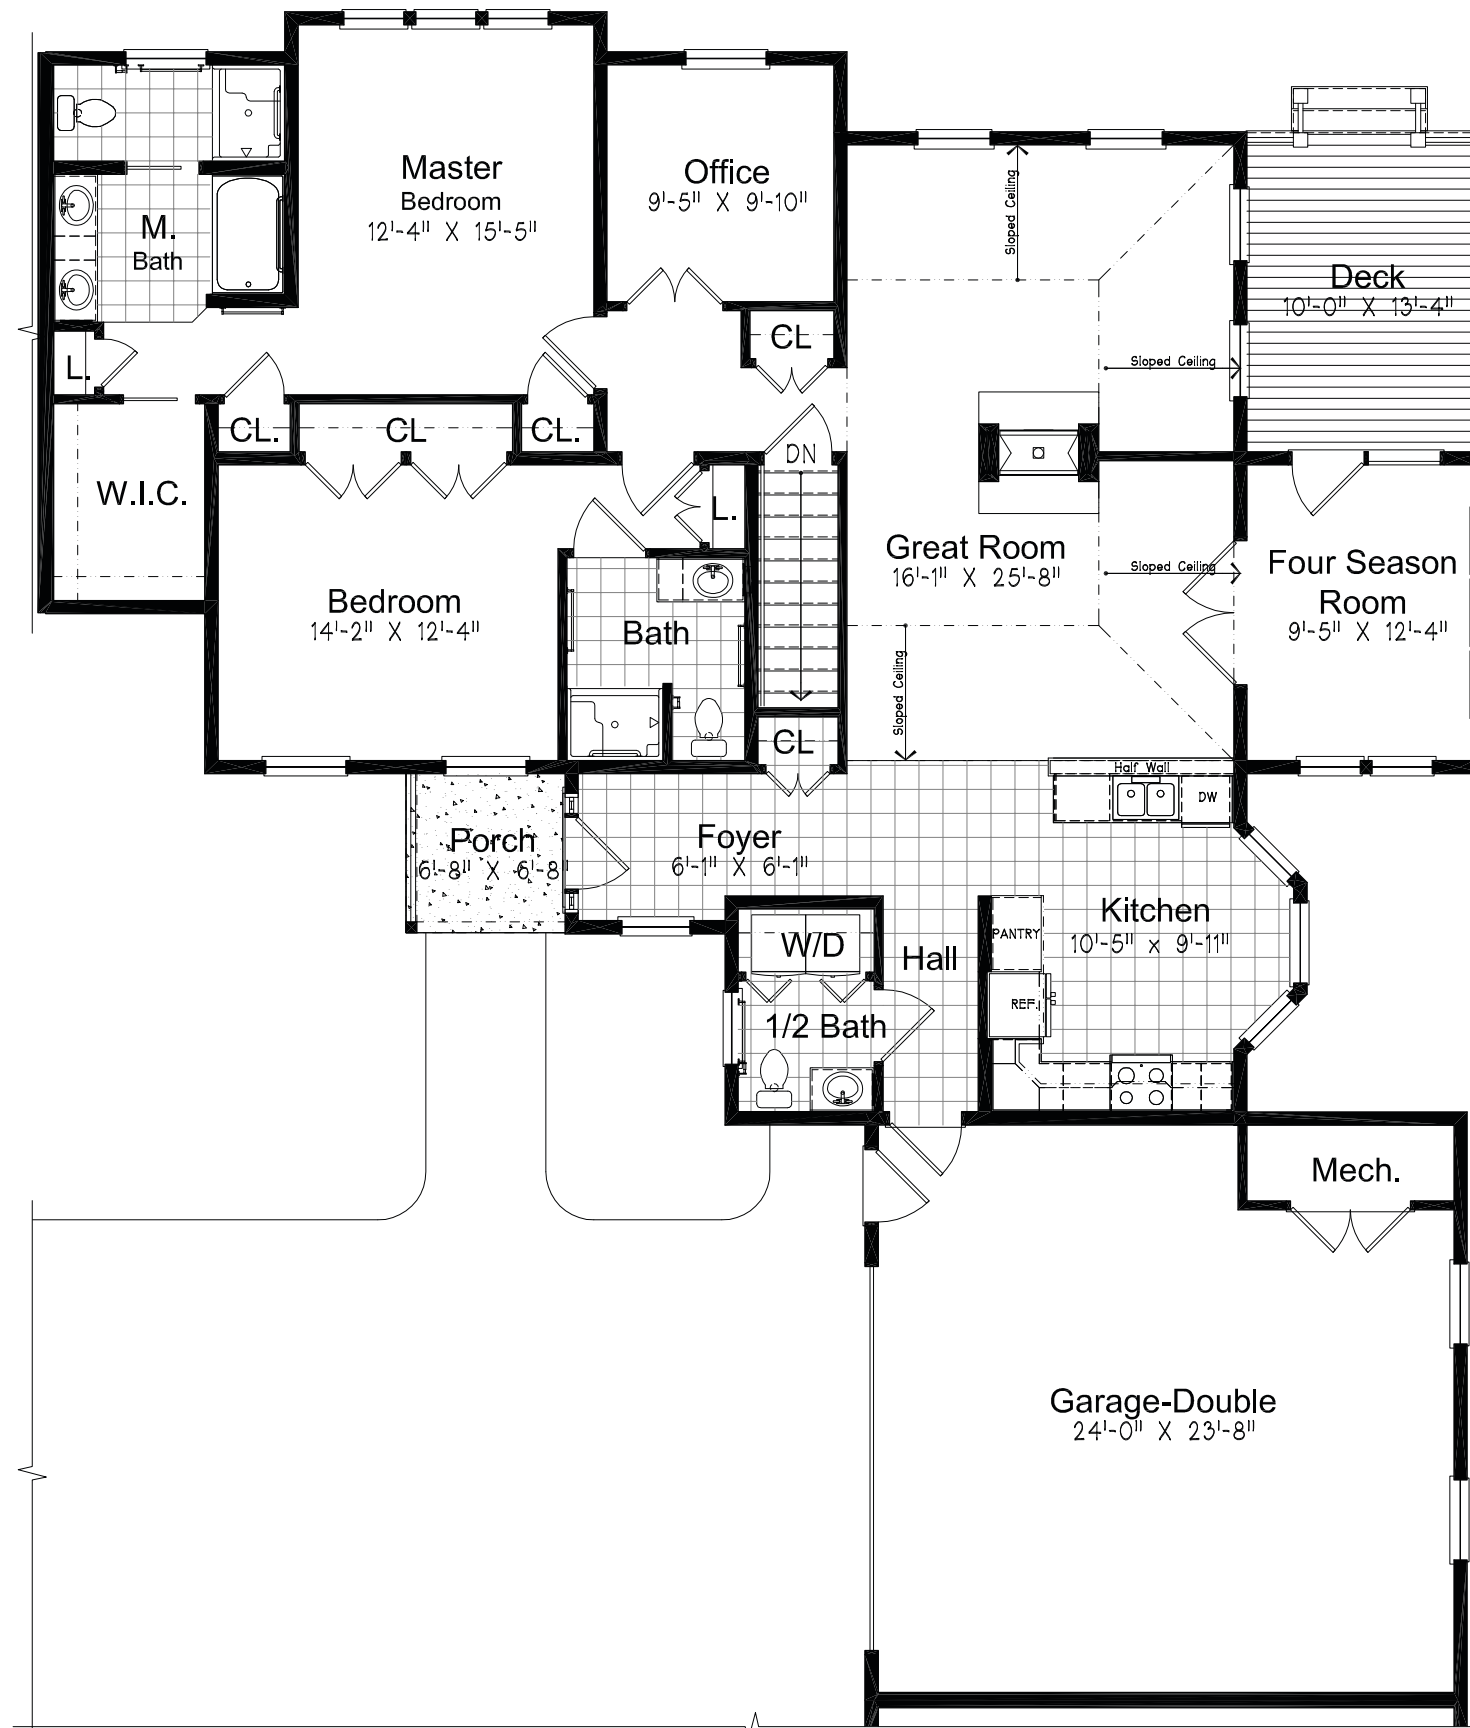 Master
Bedroom
12'-4" X 15'-5"
Office
9'-5" X 9'-10"
Sloped Ceiling
M.
Bath
Deck
10'-0" X 13'-4"
L.
CL
Sloped Ceiling
CL.
CL
CL.
DN
W.I.C.
L.
Great Room
16'-1" X 25'-8"
Sloped Ceiling
Four Season
Room
9'-5" X 12'-4"
Bedroom
14'-2" X 12'-4"
Bath
Sloped Ceiling
CL
Half Wall
DW
Porch
6'-8" X 6'-8
Foyer
6'-1" X 6'-1"
Kitchen
10'-5" x 9'-11"
PANTRY
W/D
Hall
REF.
1/2 Bath
Mech.
Garage-Double
24'-0" X 23'-8"